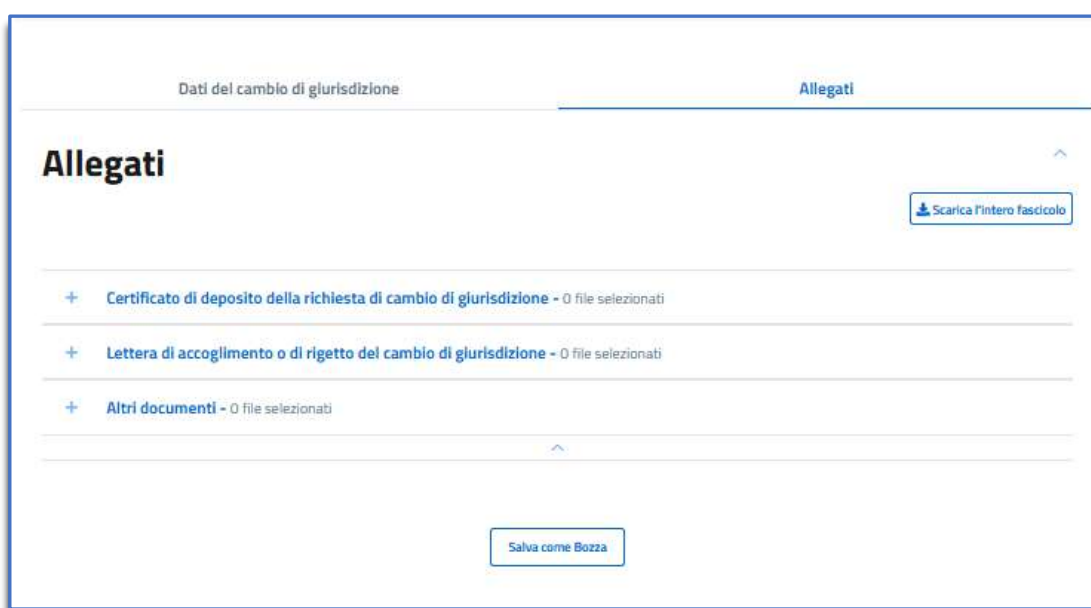 Dati del cambio di giurisdizione
Allegati
Allegati
Scarica l'intero fascicolo
Certificato di deposito della richiesta di cambio di giurisdizione - 0 file selezionati
Lettera di accoglimento o di rigetto del cambio di giurisdizione - 0 file selezionati
Altri documenti - 0 file selezionati
Salva come Bozza